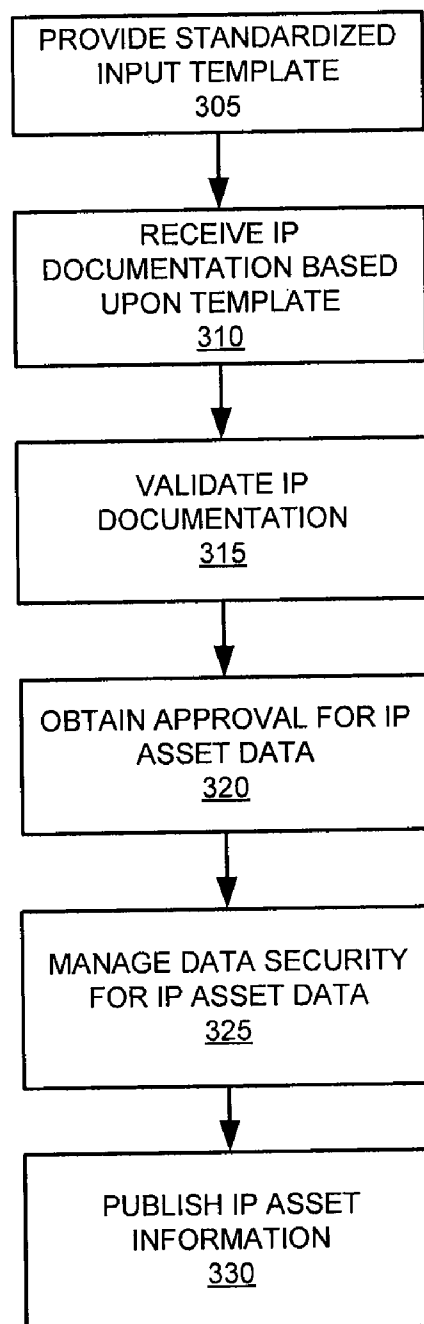 PROVIDE STANDARDIZED
INPUT TEMPLATE
305
RECEIVE IP
DOCUMENTATION BASED
UPON TEMPLATE
310
VALIDATE IP
DOCUMENTATION
315
OBTAIN APPROVAL FOR IP
ASSET DATA
320
MANAGE DATA SECURITY
FOR IP ASSET DATA
325
PUBLISH IP ASSET
INFORMATION
330